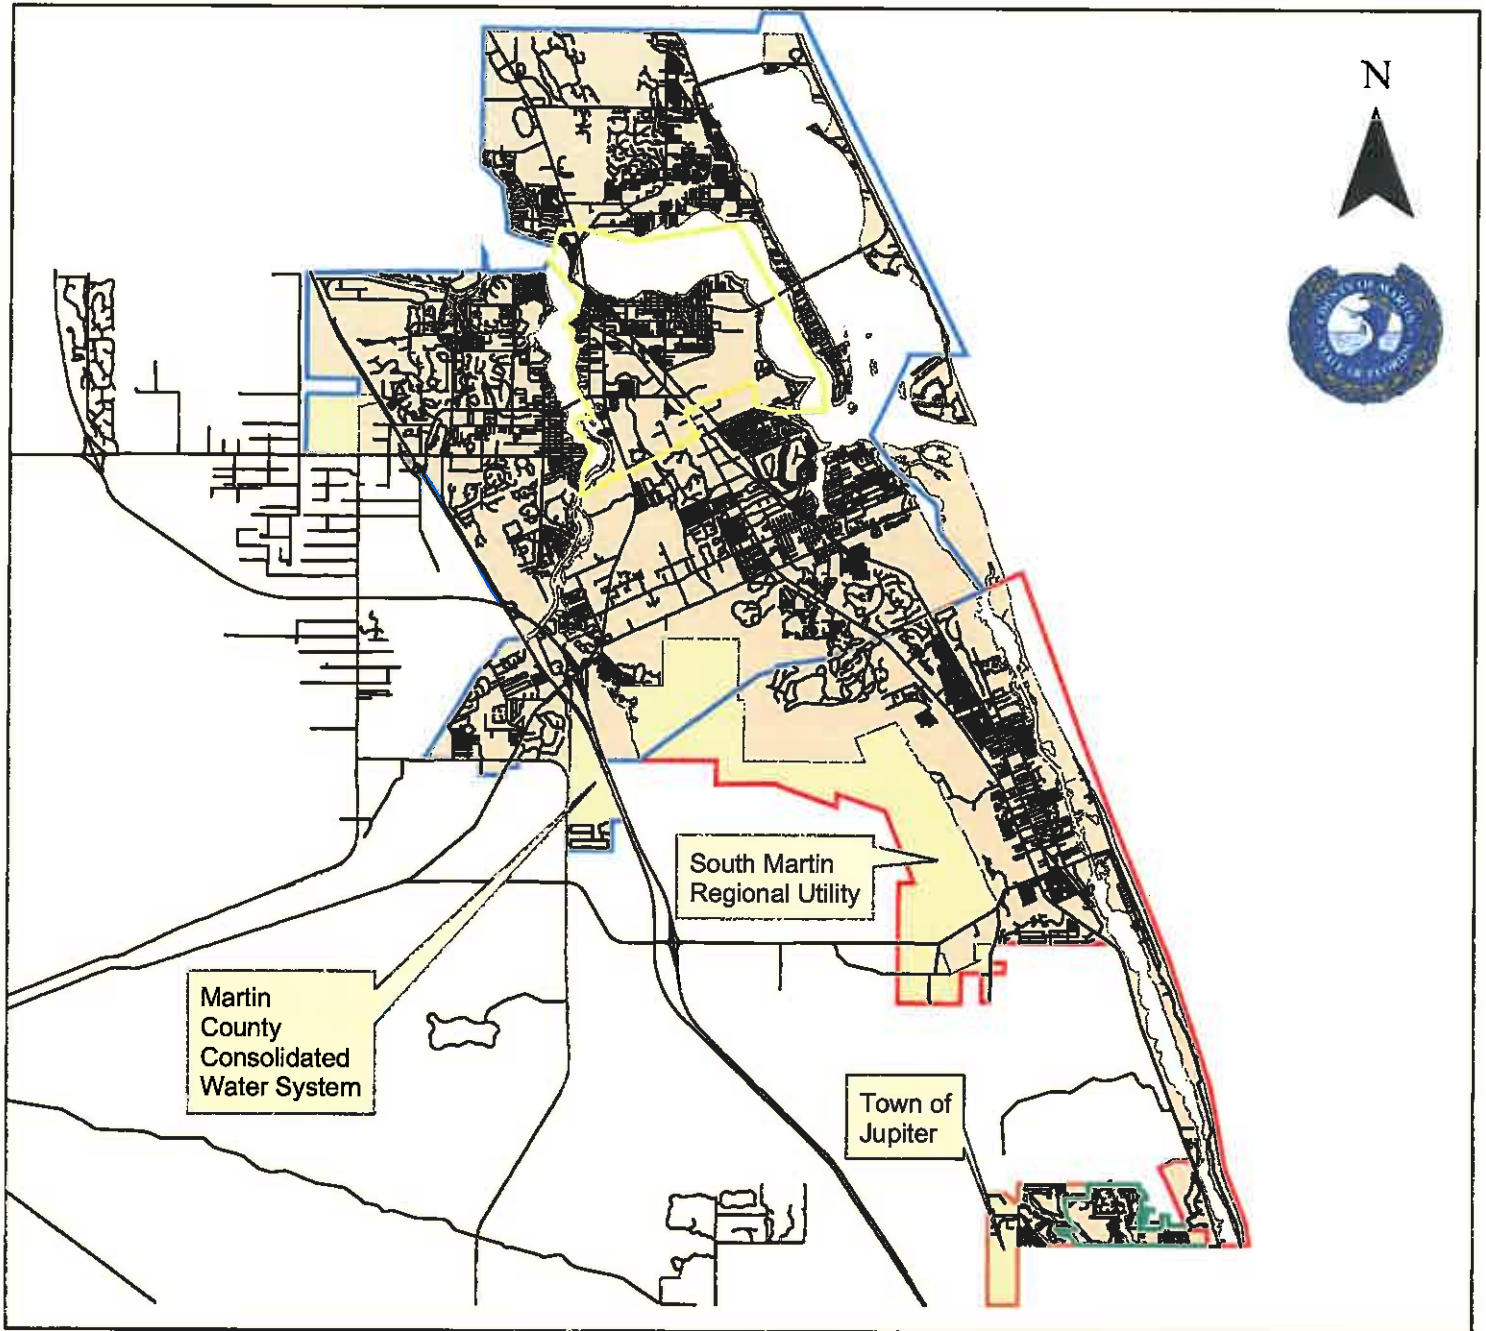 N
South Martin
Regional Utility
Martin
County
Consolidated
Water System
Town of
Jupiter